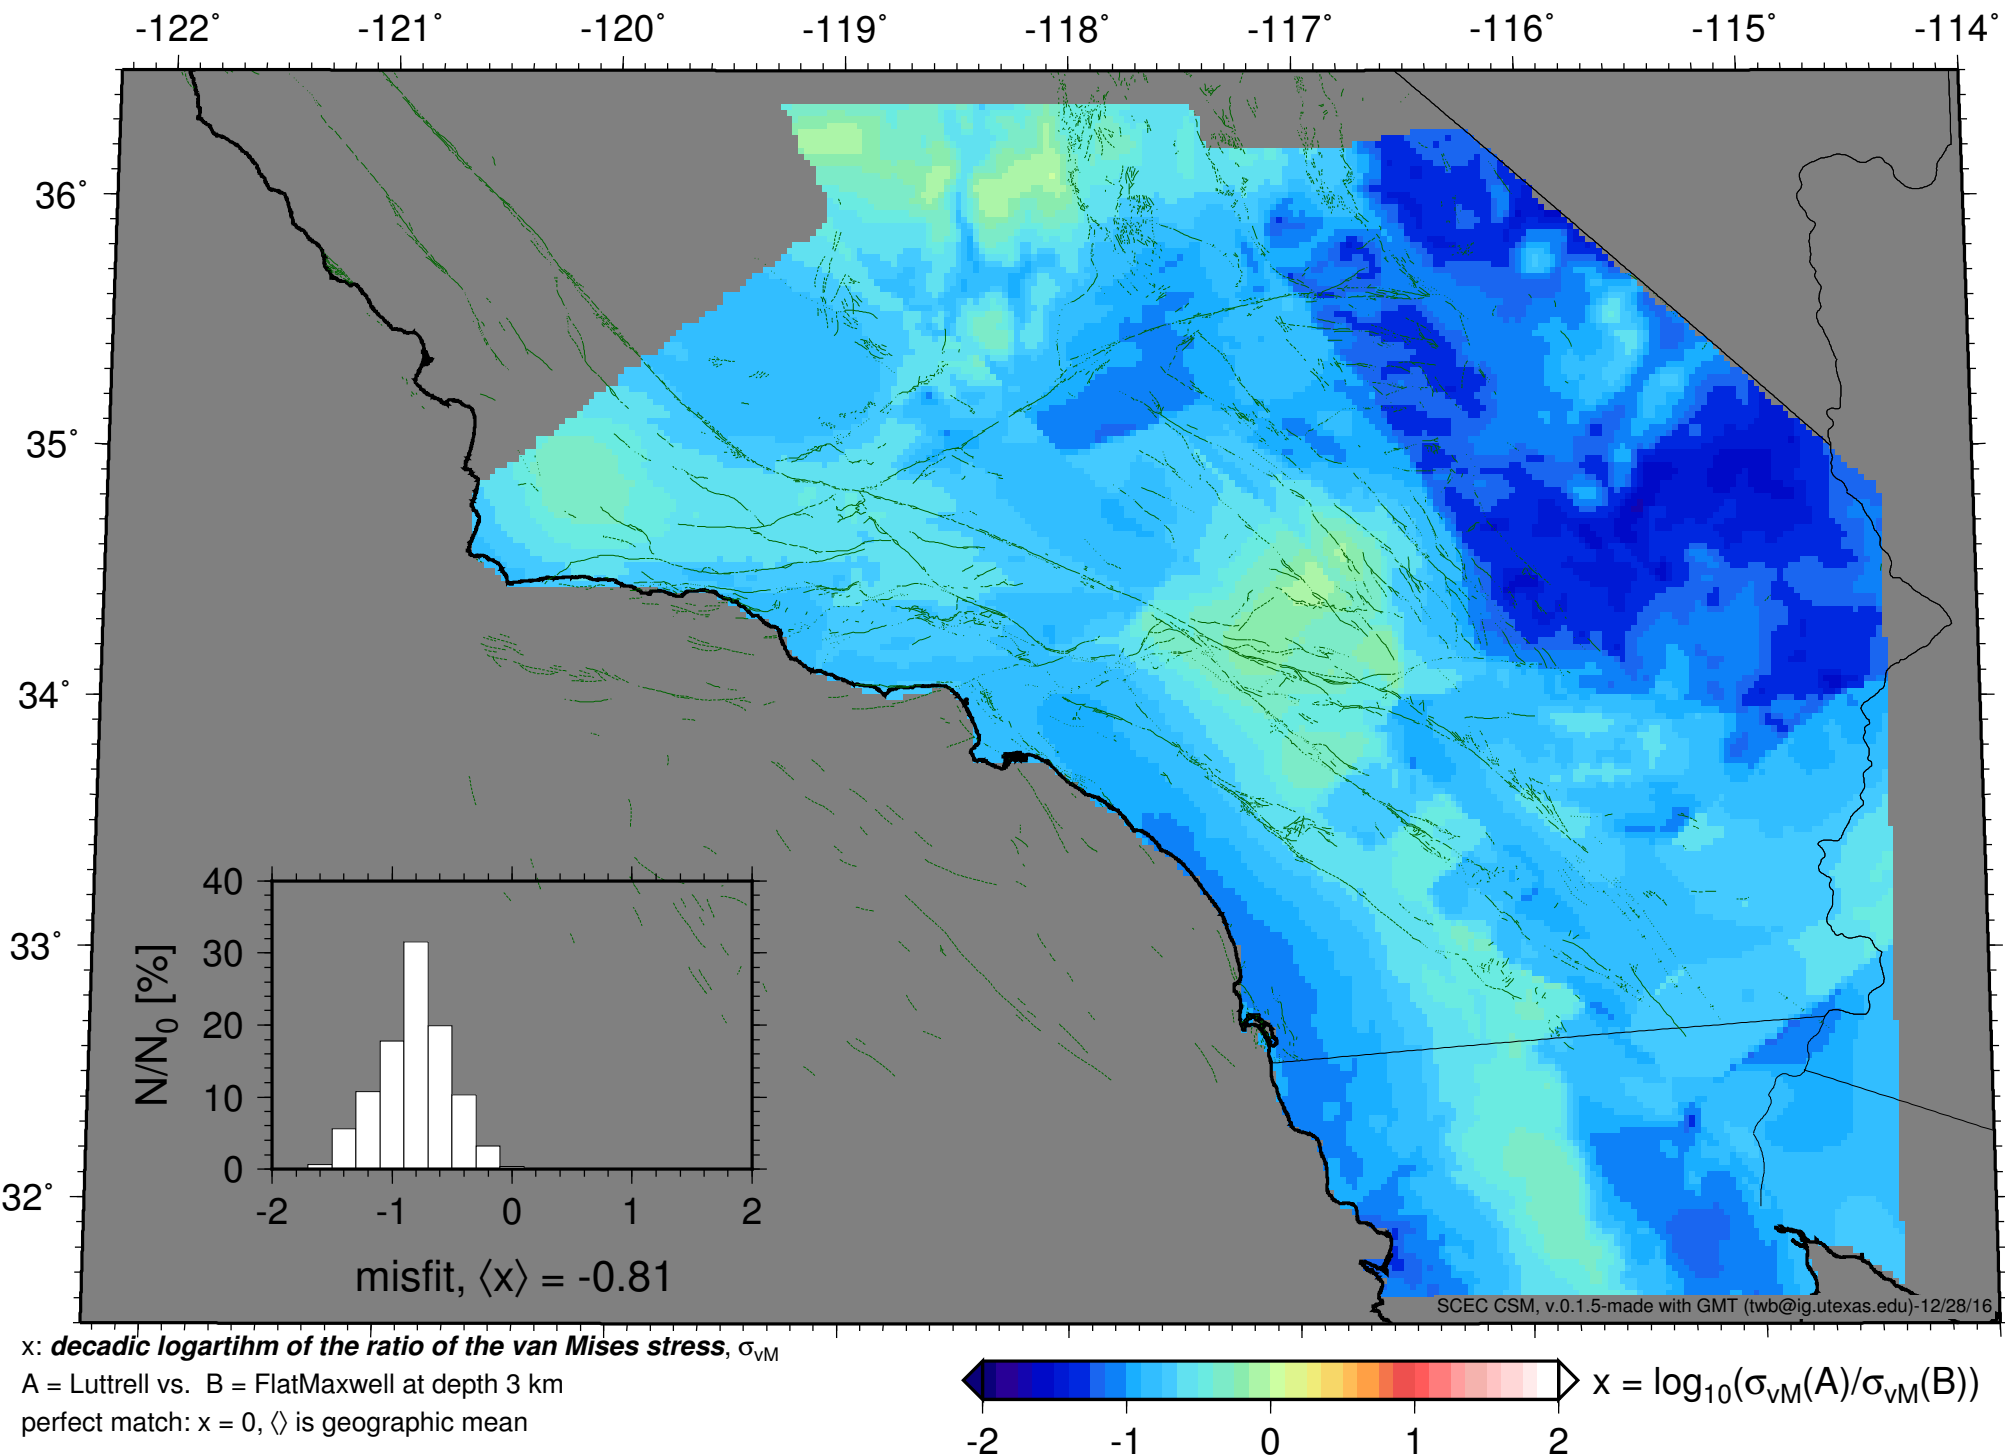 -122˚ -121˚ -120˚ -119˚ -118˚ -117˚ -116˚ -115˚ -114˚
36˚
35˚
34˚
33˚
32˚
40
30
20
10
0
N/N0 [%]
-2 -1 0 1 2
misfit, ⟨x⟩ = -0.81
SCEC CSM, v.0.1.5-made with GMT (twb@ig.utexas.edu)-12/28/16
x: decadic logartihm of the ratio of the van Mises stress, σvM
A = Luttrell vs. B = FlatMaxwell at depth 3 km
perfect match: x = 0, ⟨⟩ is geographic mean
x = log10(σvM(A)/σvM(B))
-2 -1 0 1 2